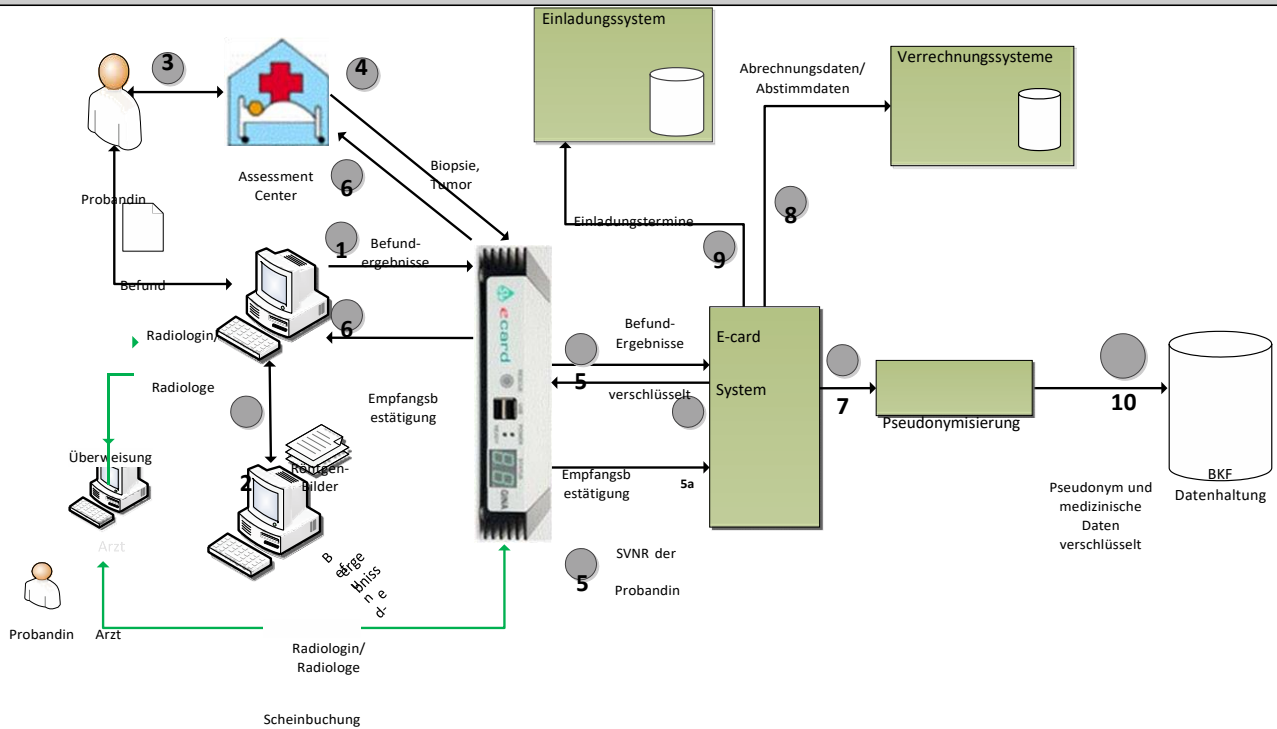 Einladungssystem
Verrechnungssysteme
Abrechnungsdaten/
Abstimmdaten
3
4
Biopsie,
Tumor
Assessment
Center
6
Probandin
Einladungstermine
8
9
1
Befund-
ergebnisse
Befund
6
Radiologin/
Radiologe
ecard
Befund-
Ergebnisse
5
verschlüsselt
E-card
System
7
Pseudonymisierung
10
BKF
Datenhaltung
Empfangsb
estätigung
Überweisung
2
Röntgen-
Bilder
Empfangsb
estätigung
5a
GINA
Pseudonym und
medizinische
Daten
verschlüsselt
Arzt
SVNR der
5
Probandin
Probandin
Arzt
Radiologin/
Radiologe
Scheinbuchung